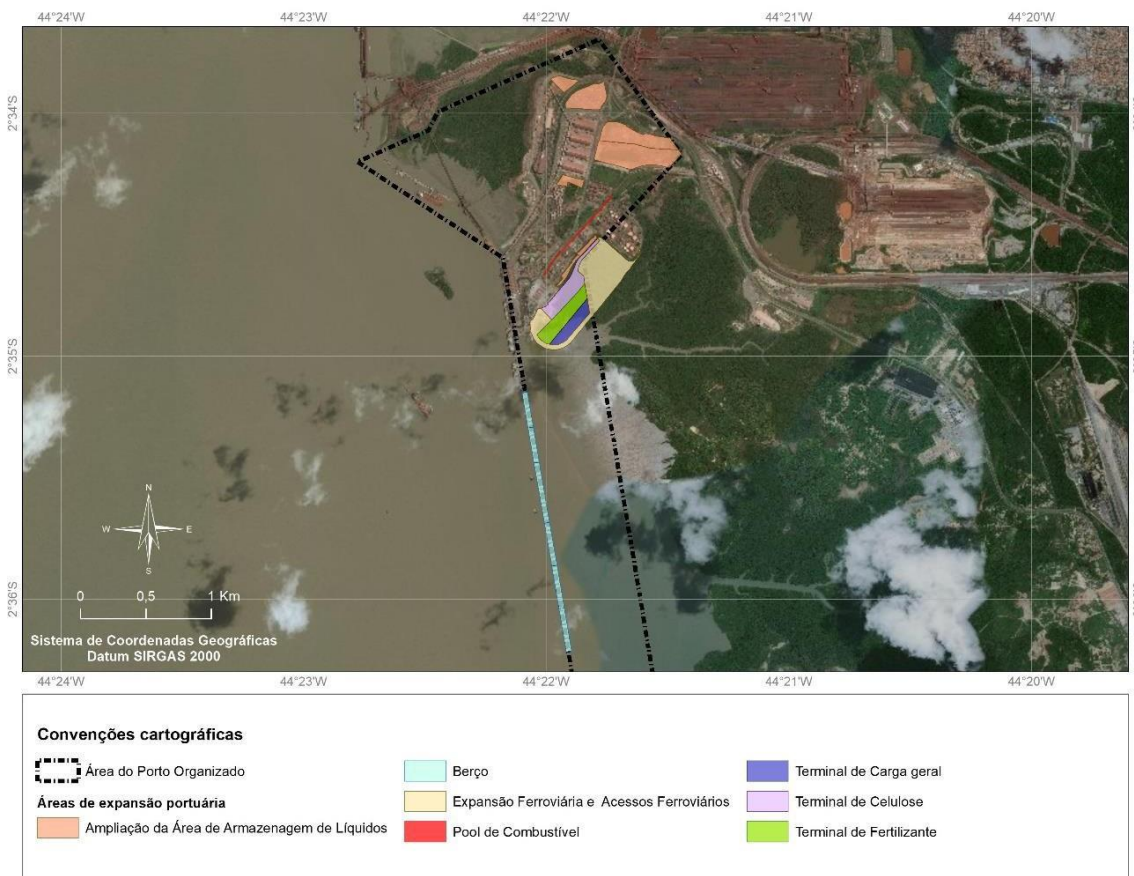 44°24'W 44°23'W 44°22'W 44°21'W 44°20'W
2°34'S
2°35'S
2°36'S
N
W E
S
0 0,5 1 Km
Sistema de Coordenadas Geográficas
Datum SIRGAS 2000
44°24'W 44°23'W 44°22'W 44°21'W 44°20'W
Convenções cartográficas
Área do Porto Organizado
Áreas de expansão portuária
Ampliação da Área de Armazenagem de Líquidos
Berço
Expansão Ferroviária e Acessos Ferroviários
Pool de Combustível
Terminal de Carga geral
Terminal de Celulose
Terminal de Fertilizante